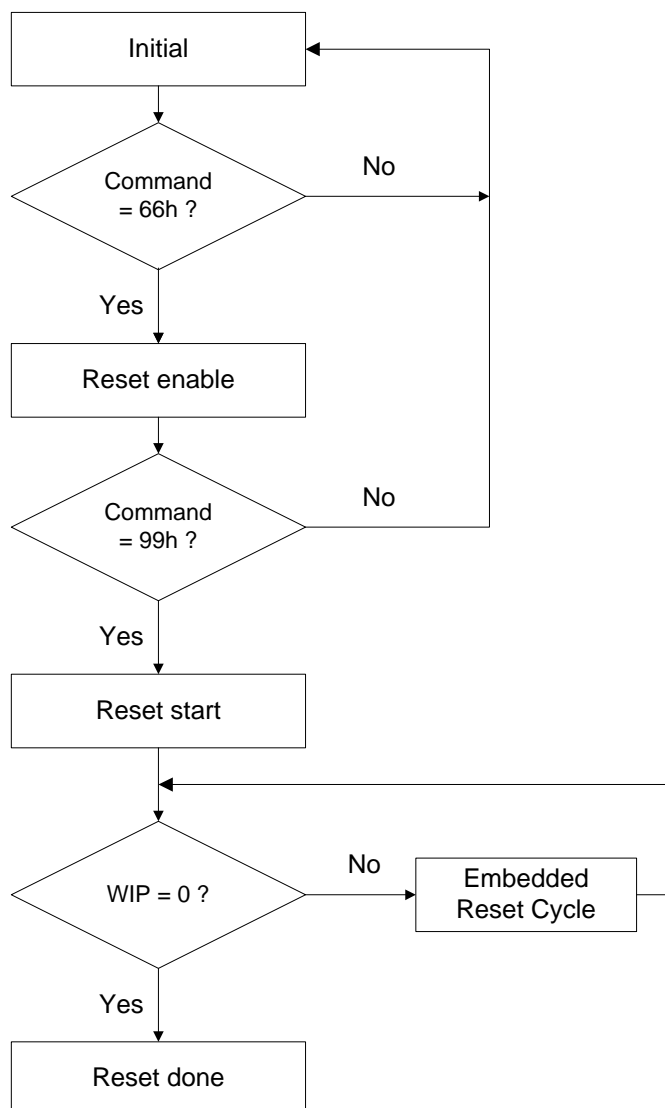 Initial
Command
= 66h ?
No
Yes
Reset enable
Command
= 99h ?
No
Yes
Reset start
WIP = 0 ?
No
Embedded
Reset Cycle
Yes
Reset done